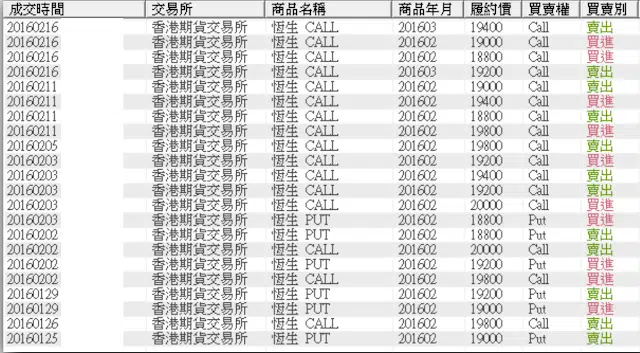 成交時間 交易所 商品名稱 商品年月 履約價 買賣權 買賣別
20160216 香港期貨交易所 恆生 CALL 201603 19400 Call 賣出
20160216 香港期貨交易所 恆生 CALL 201602 19000 Call 買進
20160216 香港期貨交易所 恆生 CALL 201602 18800 Call 買進
20160216 香港期貨交易所 恆生 CALL 201603 19200 Call 賣出
20160211 香港期貨交易所 恆生 CALL 201602 19000 Call 賣出
20160211 香港期貨交易所 恆生 CALL 201602 19400 Call 買進
20160211 香港期貨交易所 恆生 CALL 201602 18800 Call 賣出
20160211 香港期貨交易所 恆生 CALL 201602 19800 Call 買進
20160205 香港期貨交易所 恆生 CALL 201602 19800 Call 賣出
20160203 香港期貨交易所 恆生 CALL 201602 19200 Call 買進
20160203 香港期貨交易所 恆生 CALL 201602 19400 Call 賣出
20160203 香港期貨交易所 恆生 CALL 201602 19200 Call 賣出
20160203 香港期貨交易所 恆生 CALL 201602 20000 Call 買進
20160203 香港期貨交易所 恆生 PUT 201602 18800 Put 買進
20160202 香港期貨交易所 恆生 PUT 201602 18800 Put 賣出
20160202 香港期貨交易所 恆生 CALL 201602 20000 Call 賣出
20160202 香港期貨交易所 恆生 PUT 201602 19200 Put 買進
20160202 香港期貨交易所 恆生 CALL 201602 19800 Call 買進
20160129 香港期貨交易所 恆生 PUT 201602 19200 Put 賣出
20160129 香港期貨交易所 恆生 PUT 201602 19000 Put 買進
20160126 香港期貨交易所 恆生 CALL 201602 19800 Call 賣出
20160125 香港期貨交易所 恆生 PUT 201602 19000 Put 賣出